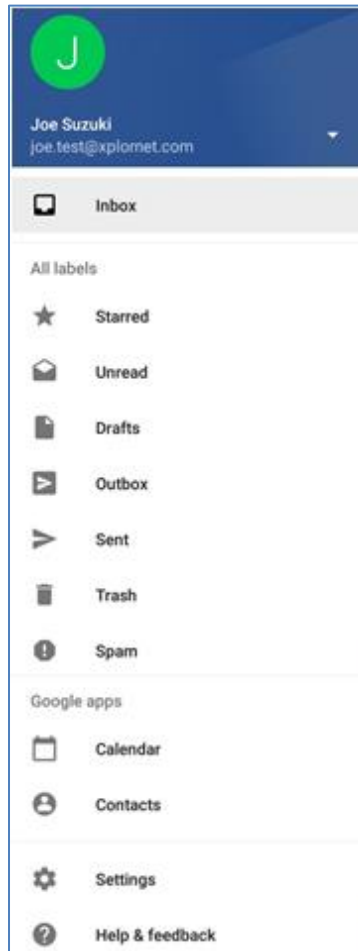 J
Joe Suzuki
joe.test@xplornet.com
Inbox
All labels
Starred
Unread
Drafts
Outbox
Sent
Trash
Spam
Google apps
Calendar
Contacts
Settings
Help & feedback